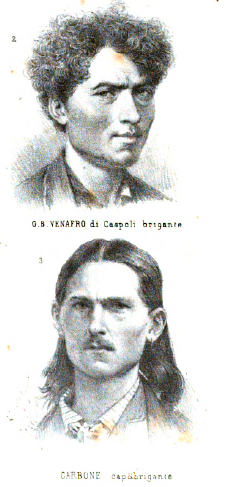 2
G.B. VENAFRO di Caspoli brigante
3
CARBONE capobrigante